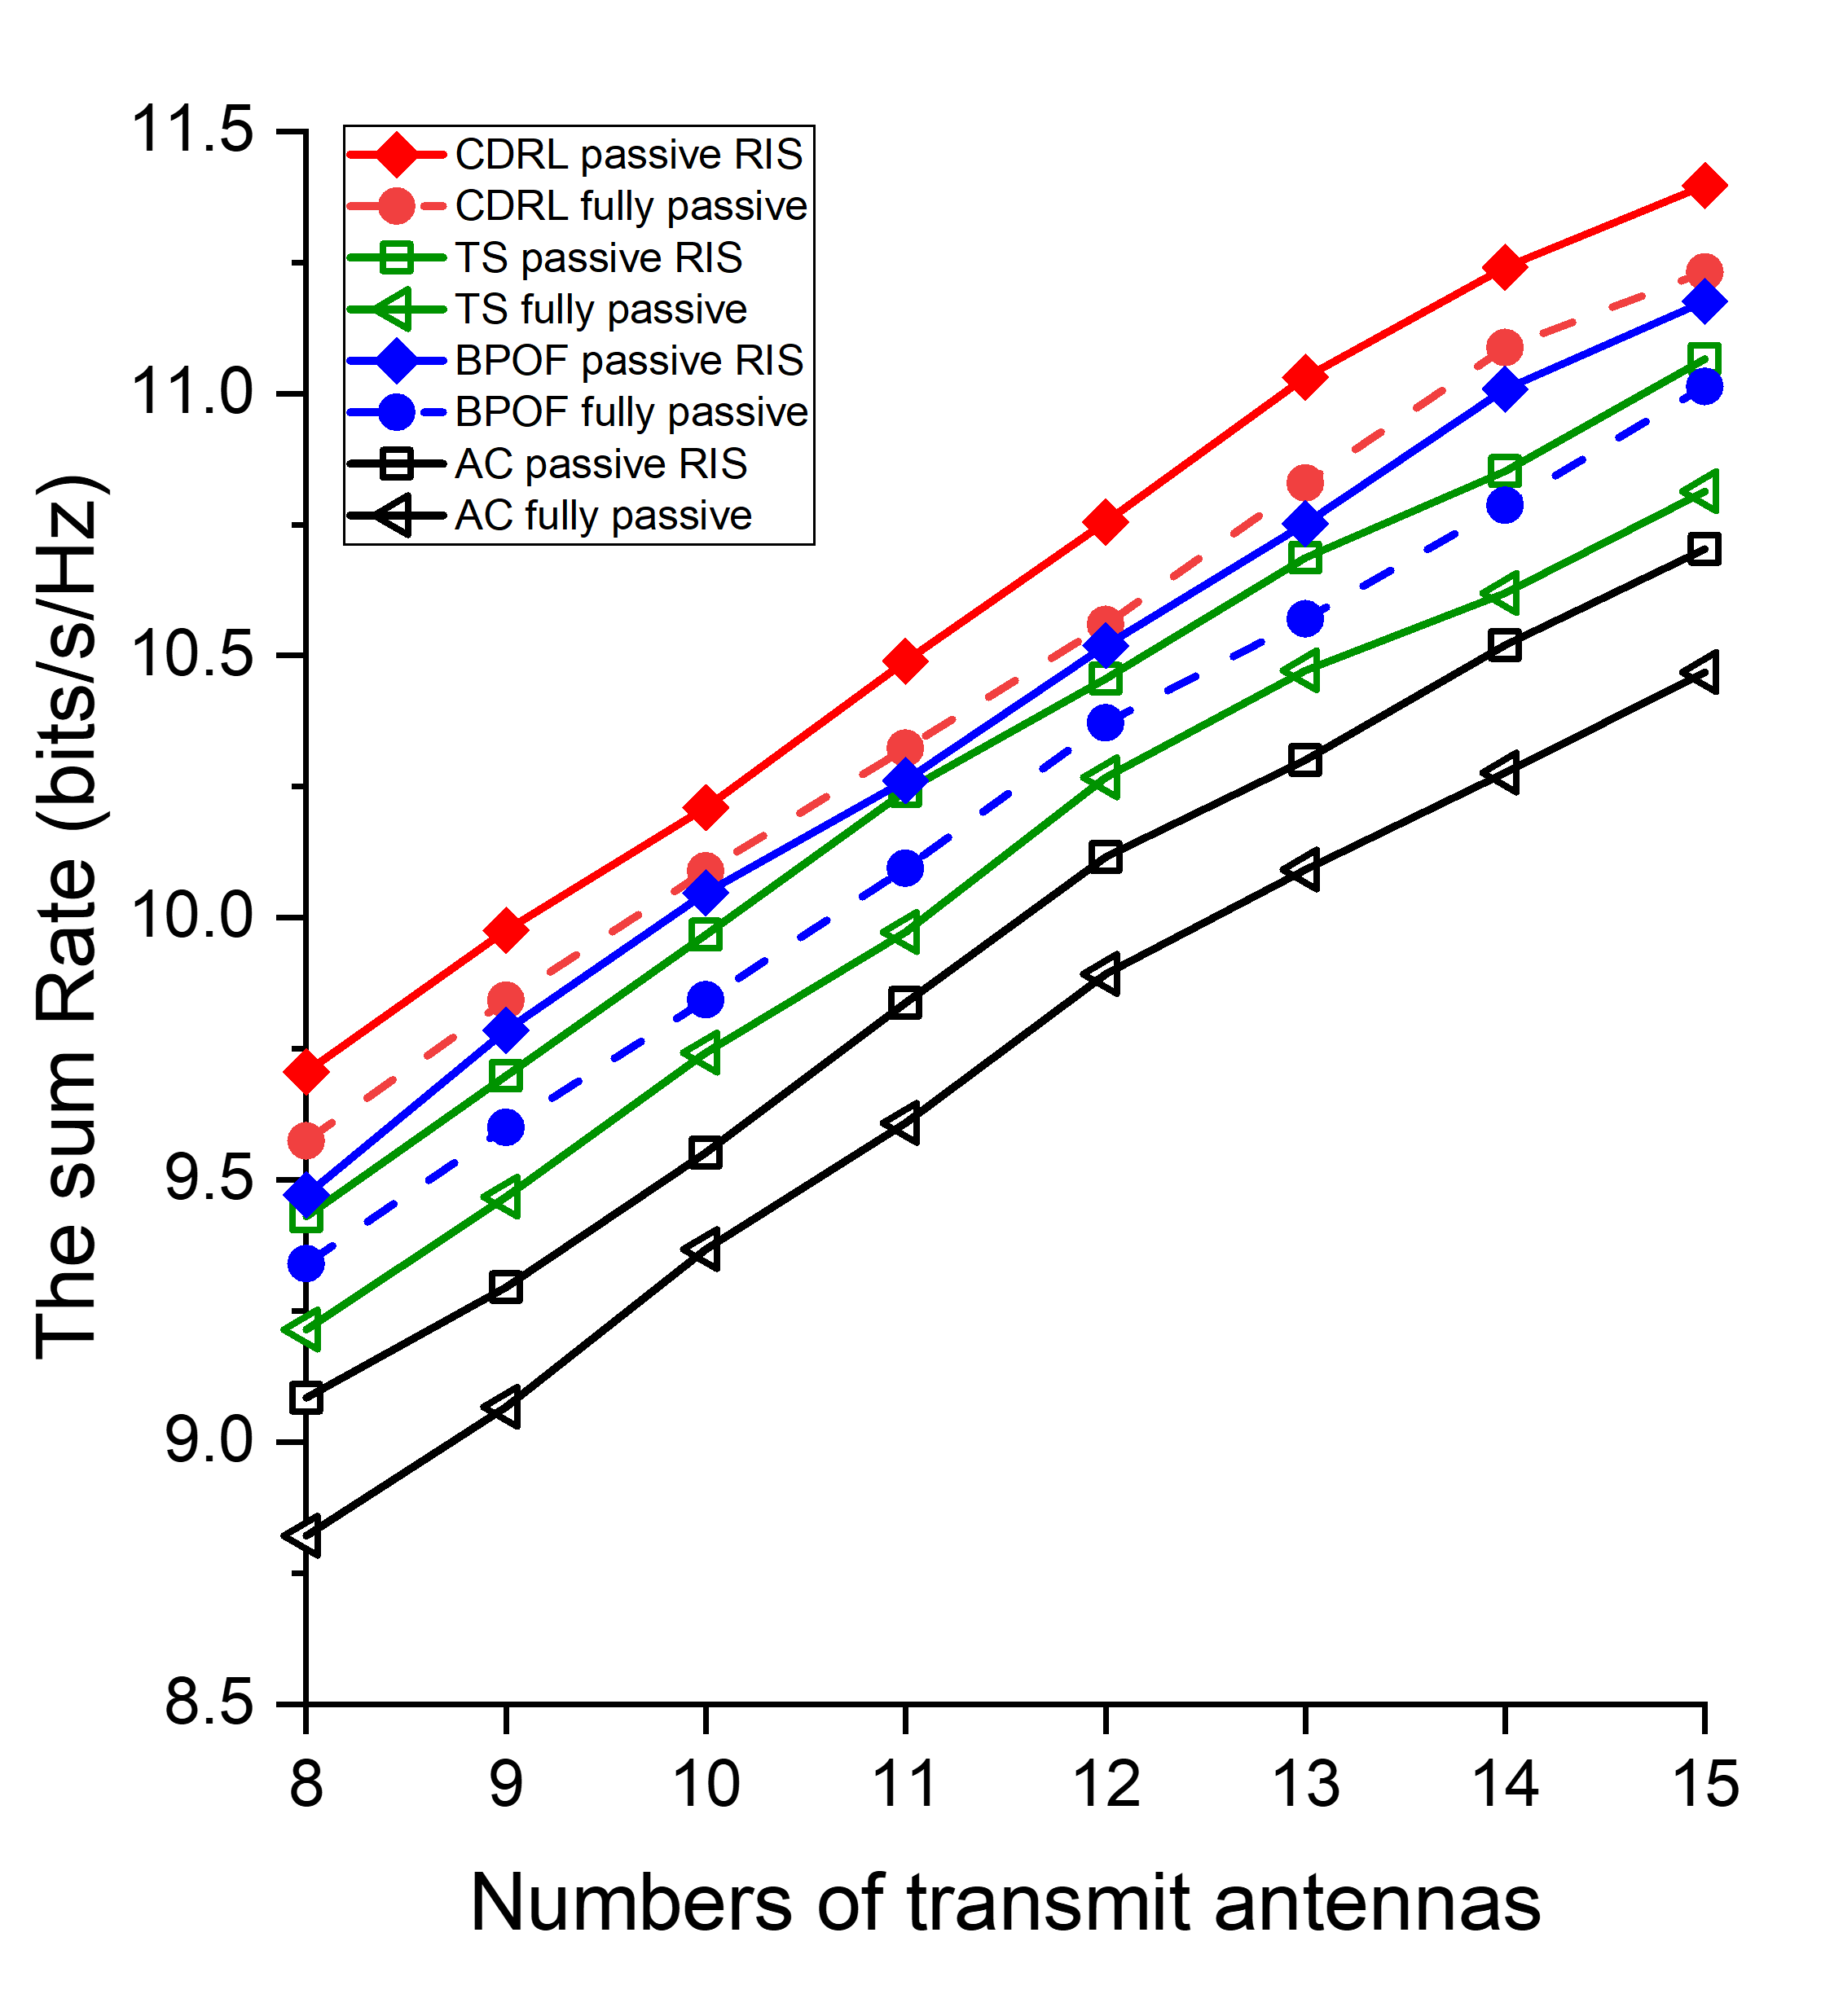 11.5
11.0
10.5
10.0
9.5
9.0
8.5
The sum Rate (bits/s/Hz)
CDRL passive RIS
CDRL fully passive
TS passive RIS
TS fully passive
BPOF passive RIS
BPOF fully passive
AC passive RIS
AC fully passive
8 9 10 11 12 13 14 15
Numbers of transmit antennas